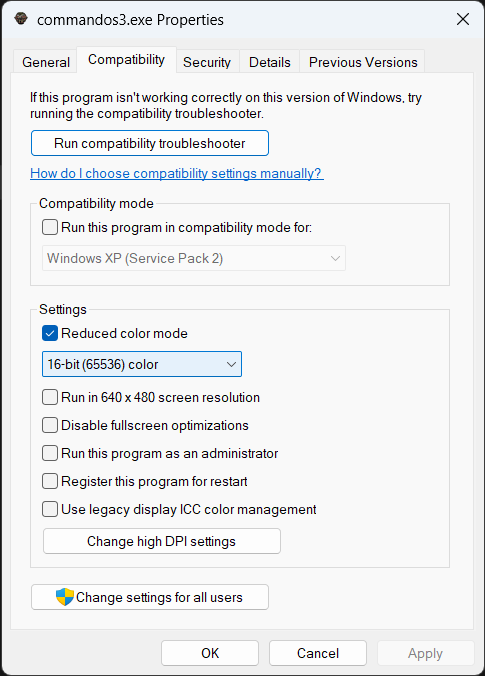 commandos3.exe Properties
General Compatibility Security Details Previous Versions
If this program isn't working correctly on this version of Windows, try
running the compatibility troubleshooter.
Run compatibility troubleshooter
How do I choose compatibility settings manually?
Compatibility mode
Run this program in compatibility mode for:
Windows XP (Service Pack 2)
Settings
Reduced color mode
16-bit (65536) color
Run in 640 x 480 screen resolution
Disable fullscreen optimizations
Run this program as an administrator
Register this program for restart
Use legacy display ICC color management
Change high DPI settings
Change settings for all users
OK Cancel Apply